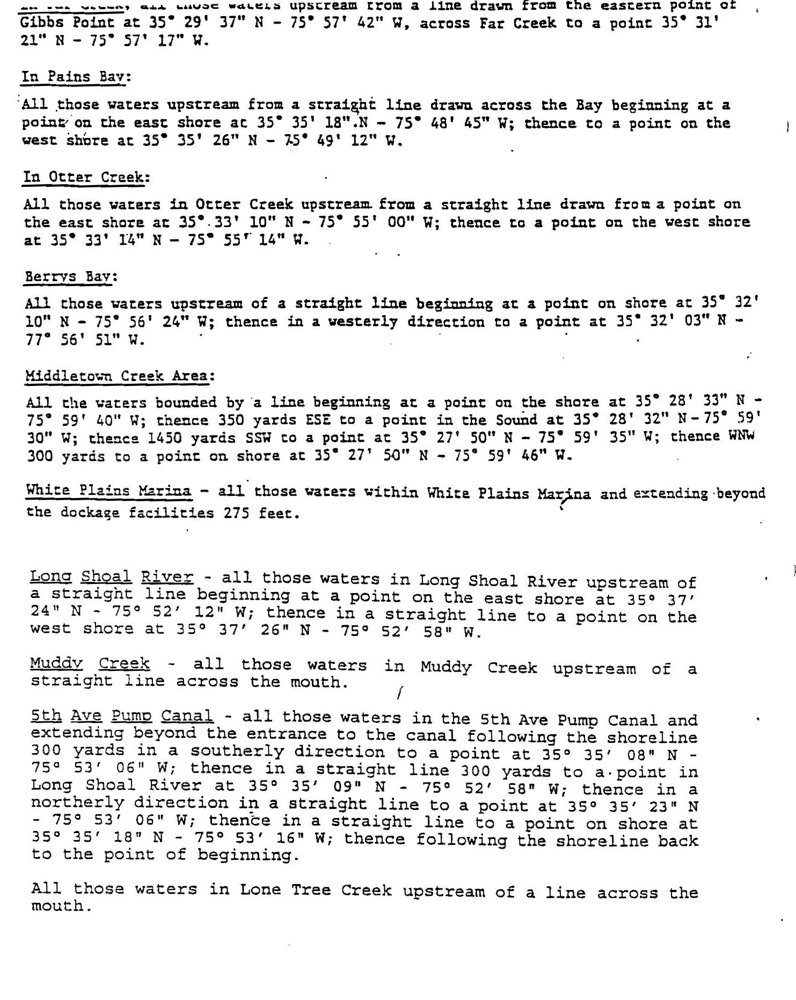 upstream from a line drawn from the eastern point of
Gibbs Point at 35° 29' 37" N - 75° 57' 42" W, across Far Creek to a point 35° 31'
21" N - 75° 57' 17" W.
In Pains Bay:
All those waters upstream from a straight line drawn across the Bay beginning at a
point on the east shore at 35° 35' 18" N - 75° 48' 45" W; thence to a point on the
west shore at 35° 35' 26" N - 75° 49' 12" W.
In Otter Creek:
All those waters in Otter Creek upstream from a straight line drawn from a point on
the east shore at 35° 33' 10" N - 75° 55' 00" W; thence to a point on the west shore
at 35° 33' 14" N - 75° 55' 14" W.
Berrys Bay:
All those waters upstream of a straight line beginning at a point on shore at 35° 32'
10" N - 75° 56' 24" W; thence in a westerly direction to a point at 35° 32' 03" N -
77° 56' 51" W.
Middletown Creek Area:
All the waters bounded by a line beginning at a point on the shore at 35° 28' 33" N -
75° 59' 40" W; thence 350 yards ESE to a point in the Sound at 35° 28' 32" N - 75° 59'
30" W; thence 1450 yards SSW to a point at 35° 27' 50" N - 75° 59' 35" W; thence WNW
300 yards to a point on shore at 35° 27' 50" N - 75° 59' 46" W.
White Plains Marina - all those waters within White Plains Marina and extending beyond
the dockage facilities 275 feet.
Long Shoal River - all those waters in Long Shoal River upstream of
a straight line beginning at a point on the east shore at 35° 37'
24" N - 75° 52' 12" W; thence in a straight line to a point on the
west shore at 35° 37' 26" N - 75° 52' 58" W.
Muddy Creek - all those waters in Muddy Creek upstream of a
straight line across the mouth.
5th Ave Pump Canal - all those waters in the 5th Ave Pump Canal and
extending beyond the entrance to the canal following the shoreline
300 yards in a southerly direction to a point at 35° 35' 08" N -
75° 53' 06" W; thence in a straight line 300 yards to a point in
Long Shoal River at 35° 35' 09" N - 75° 52' 58" W; thence in a
northerly direction in a straight line to a point at 35° 35' 23" N
- 75° 53' 06" W; thence in a straight line to a point on shore at
35° 35' 18" N - 75° 53' 16" W; thence following the shoreline back
to the point of beginning.
All those waters in Lone Tree Creek upstream of a line across the
mouth.